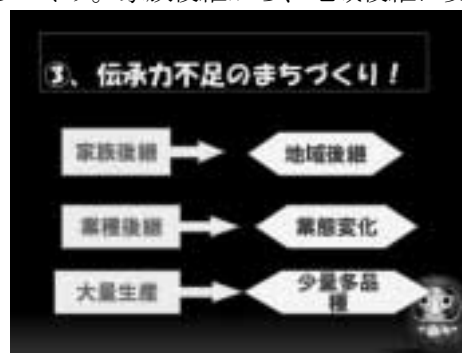 ③、伝承力不足のまちづくり！
家族後継
地域後継
業種後継
業態変化
大量生産
少量多品
種